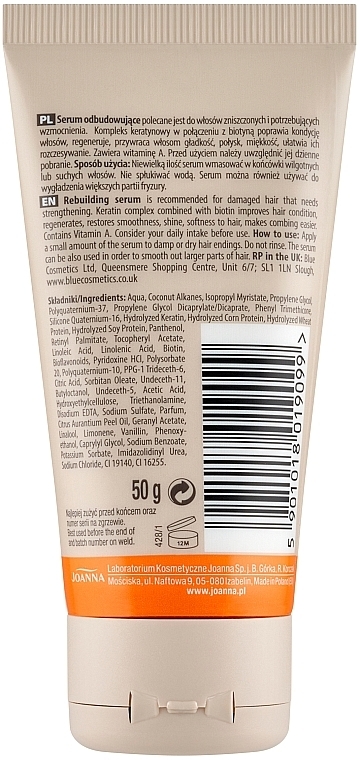 PL Serum odbudowujące polecane jest do włosów zniszczonych i potrzebujących
wzmocnienia. Kompleks keratynowy w połączeniu z biotyną poprawia kondycję
włosów, regeneruje, przywraca włosom gładkość, połysk, miękkość, ułatwia ich
rozczesywanie. Zawiera witaminę A. Przed użyciem należy uwzględnić jej dzienne
pobranie. Sposób użycia: Niewielką ilość serum wmasować w końcówki wilgotnych
lub suchych włosów. Nie spłukiwać. Serum można również używać do
wygładzenia większych partii fryzury.
EN Rebuilding serum is recommended for damaged hair that needs
strengthening. Keratin complex combined with biotin improves hair condition,
regenerates, restores smoothness, shine, softness to hair, makes combing easier.
Contains Vitamin A. Consider your daily intake before use. How to use: Apply
a small amount of the serum to damp or dry hair endings. Do not rinse. The serum
can be also used in order to smooth out larger parts of hair. RP in the UK: Blue
Cosmetics Ltd, Queensmere Shopping Centre, Unit 6/7; SL1 1LN Slough,
www.bluecosmetics.co.uk
Składniki/Ingredients: Aqua, Coconut Alkanes, Isopropyl Myristate, Propylene Glycol,
Polyquaternium-37, Propylene Glycol Dicaprylate/Dicaprate, Phenyl Trimethicone,
Silicone Quaternium-16, Hydrolyzed Keratin, Hydrolyzed Corn Protein, Hydrolyzed Wheat
Protein, Hydrolyzed Soy Protein, Panthenol,
Retinyl Palmitate, Tocopheryl Acetate,
Linoleic Acid, Linolenic Acid, Biotin,
Bioflavonoids, Pyridoxine HCl, Polysorbate
20, Polyquaternium-10, PPG-1 Trideceth-6,
Citric Acid, Sorbitan Oleate, Undeceth-11,
Butyloctanol, Undeceth-5, Acetic Acid,
Hydroxyethylcellulose, Triethanolamine,
Disodium EDTA, Sodium Sulfate, Parfum,
Citrus Aurantium Peel Oil, Geranyl Acetate,
Linalool, Limonene, Vanillin, Phenoxy-
ethanol, Caprylyl Glycol, Sodium Benzoate,
Potassium Sorbate, Imidazolidinyl Urea,
Sodium Chloride, CI 19140, CI 16255.
5 901018 019099
50 g
Najlepiej zużyć przed końcem oraz
numer serii na zgrzewie.
Best used before the end of
and batch number on weld.
12M
428/1
JOANNA
Laboratorium Kosmetyczne Joanna Sp. j. B. Górka, R. Korczak
Mościska, ul. Naftowa 9, 05-080 Izabelin, Made in Poland
www.joanna.pl